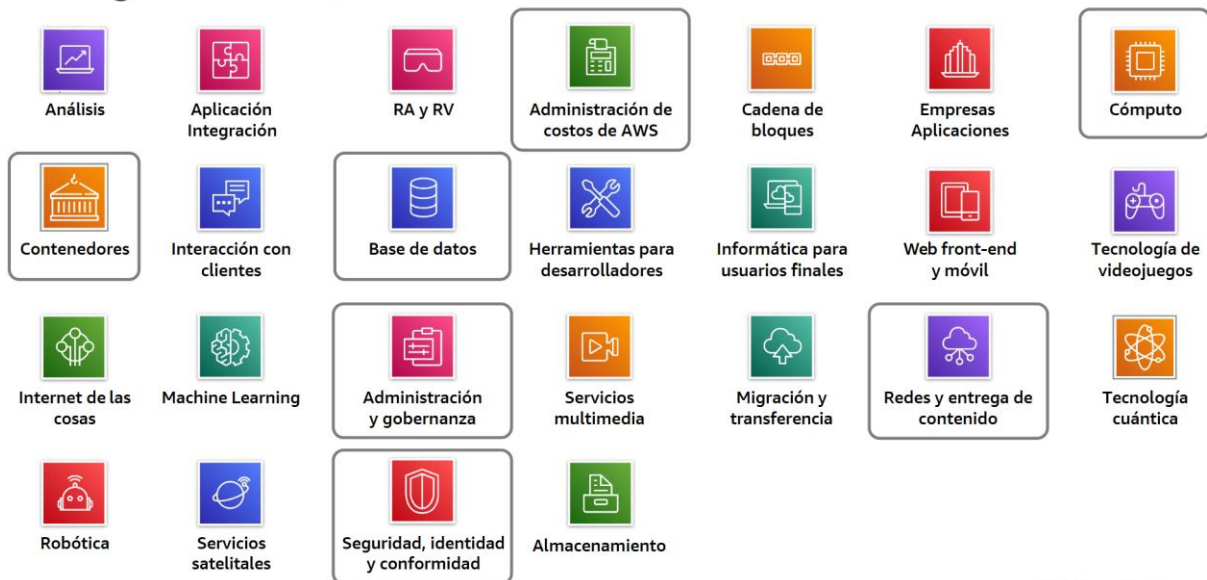 Análisis
Aplicación
Integración
RA y RV
Administración de
costos de AWS
Cadena de
bloques
Empresas
Aplicaciones
Cómputo
Contenedores
Interacción con
clientes
Base de datos
Herramientas para
desarrolladores
Informática para
usuarios finales
Web front-end
y móvil
Tecnología de
videojuegos
Internet de las
cosas
Machine Learning
Administración
y gobernanza
Servicios
multimedia
Migración y
transferencia
Redes y entrega de
contenido
Tecnología
cuántica
Robótica
Servicios
satelitales
Seguridad, identidad
y conformidad
Almacenamiento